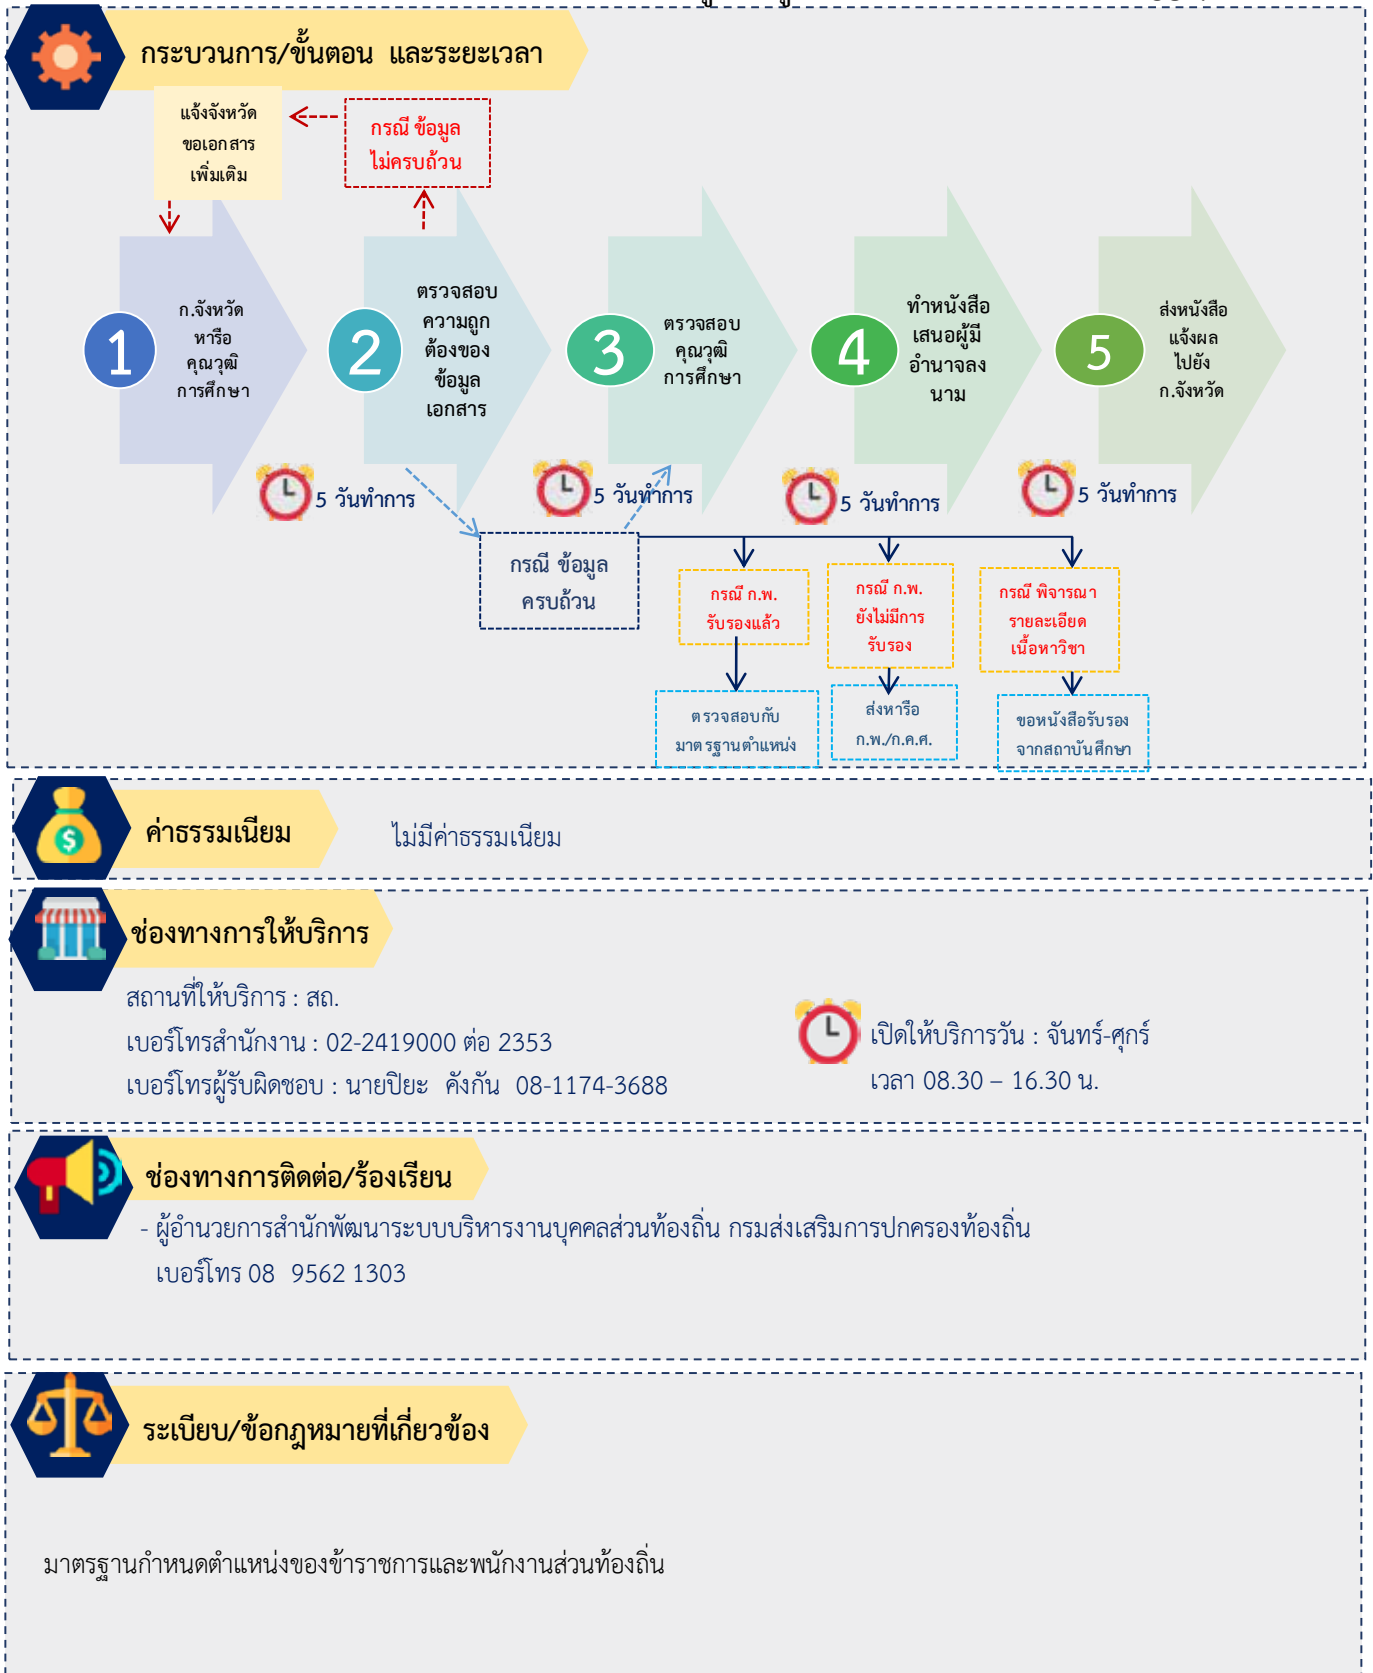 กระบวนการ/ขั้นตอน และระยะเวลา
แจ้งจังหวัด
ขอเอกสาร
เพิ่มเติม
กรณี ข้อมูล
ไม่ครบถ้วน
1
ก.จังหวัด
หารือ
คุณวุฒิ
การศึกษา
2
ตรวจสอบ
ความถูก
ต้องของ
ข้อมูล
เอกสาร
3
ตรวจสอบ
คุณวุฒิ
การศึกษา
4
ทำหนังสือ
เสนอผู้มี
อำนาจลง
นาม
5
ส่งหนังสือ
แจ้งผล
ไปยัง
ก.จังหวัด
5 วันทำการ
5 วันทำการ
5 วันทำการ
5 วันทำการ
กรณี ข้อมูล
ครบถ้วน
กรณี ก.พ.
รับรองแล้ว
กรณี ก.พ.
ยังไม่มีการ
รับรอง
กรณี พิจารณา
รายละเอียด
เนื้อหาวิชา
ตรวจสอบกับ
มาตรฐานตำแหน่ง
ส่งหารือ
ก.พ./ก.ค.ศ.
ขอหนังสือรับรอง
จากสถาบันศึกษา
ค่าธรรมเนียม
ไม่มีค่าธรรมเนียม
ช่องทางการให้บริการ
สถานที่ให้บริการ : สถ.
เบอร์โทรสำนักงาน : 02-2419000 ต่อ 2353
เบอร์โทรผู้รับผิดชอบ : นายปิยะ คังกัน 08-1174-3688
เปิดให้บริการวัน : จันทร์-ศุกร์
เวลา 08.30 – 16.30 น.
ช่องทางการติดต่อ/ร้องเรียน
- ผู้อำนวยการสำนักพัฒนาระบบบริหารงานบุคคลส่วนท้องถิ่น กรมส่งเสริมการปกครองท้องถิ่น
เบอร์โทร 08 9562 1303
ระเบียบ/ข้อกฎหมายที่เกี่ยวข้อง
มาตรฐานกำหนดตำแหน่งของข้าราชการและพนักงานส่วนท้องถิ่น